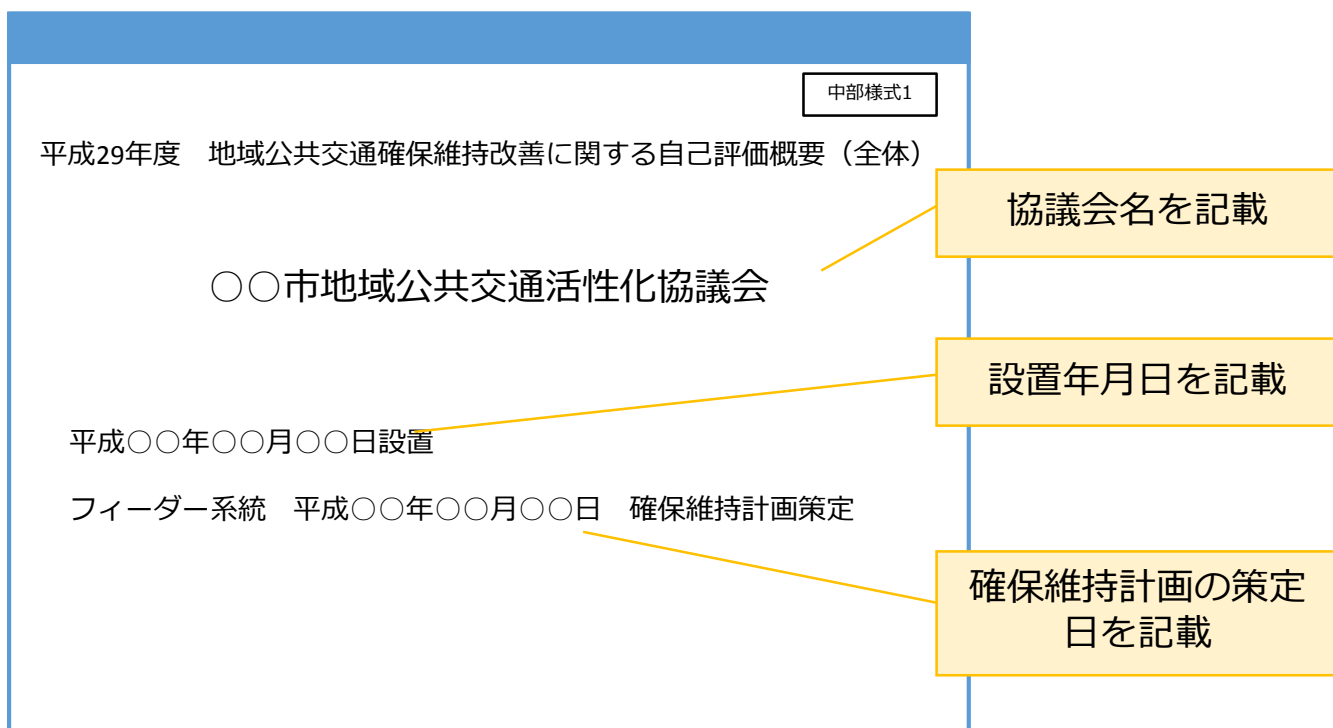 中部様式1
平成29年度　地域公共交通確保維持改善に関する自己評価概要（全体）
協議会名を記載
○○市地域公共交通活性化協議会
設置年月日を記載
平成○○年○○月○○日設置
フィーダー系統　平成○○年○○月○○日　確保維持計画策定
確保維持計画の策定
日を記載